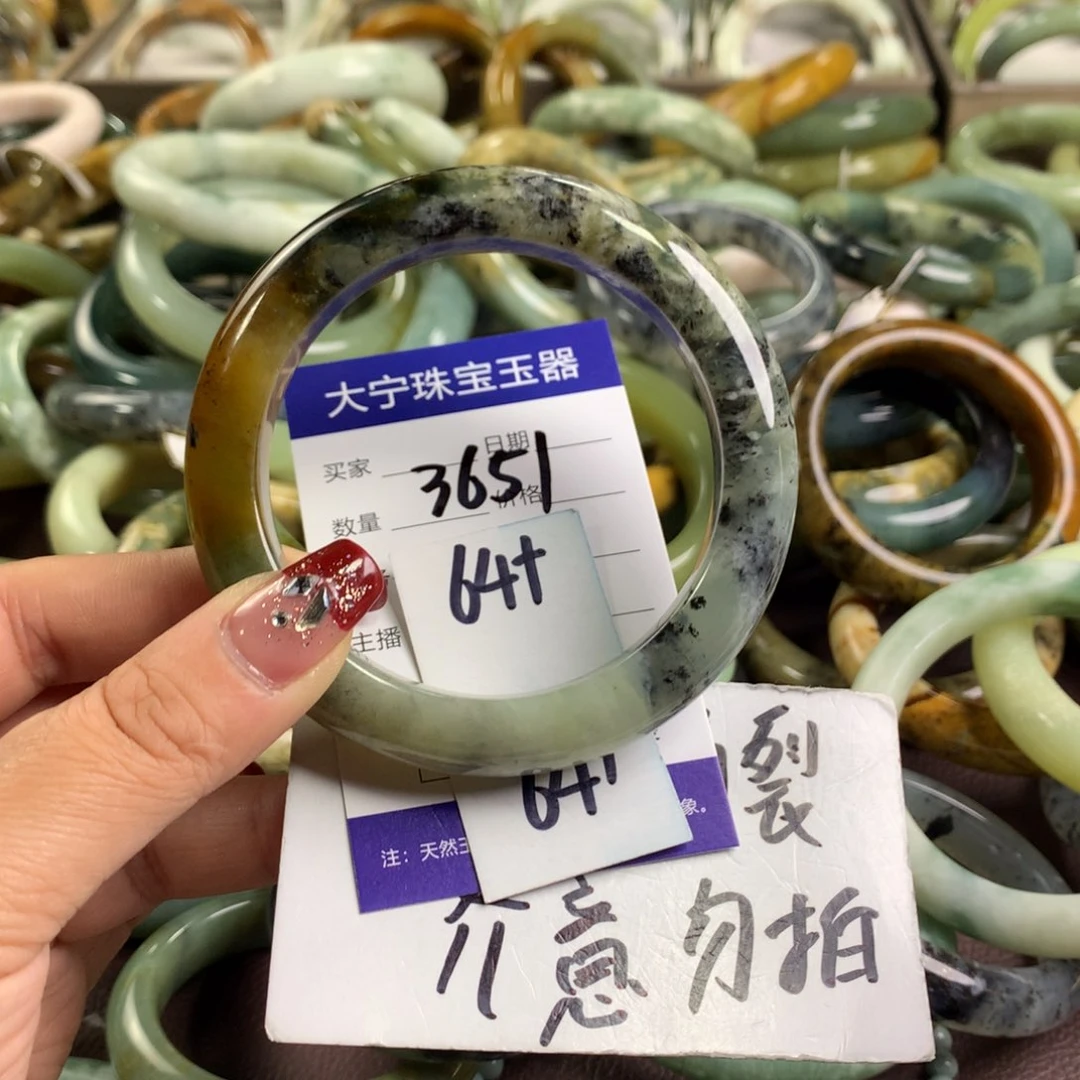 大宁珠宝玉器
日期
买家
3651
价格
数量
64+
主播
64+
裂
注：天然玉
象。
介意勿拍